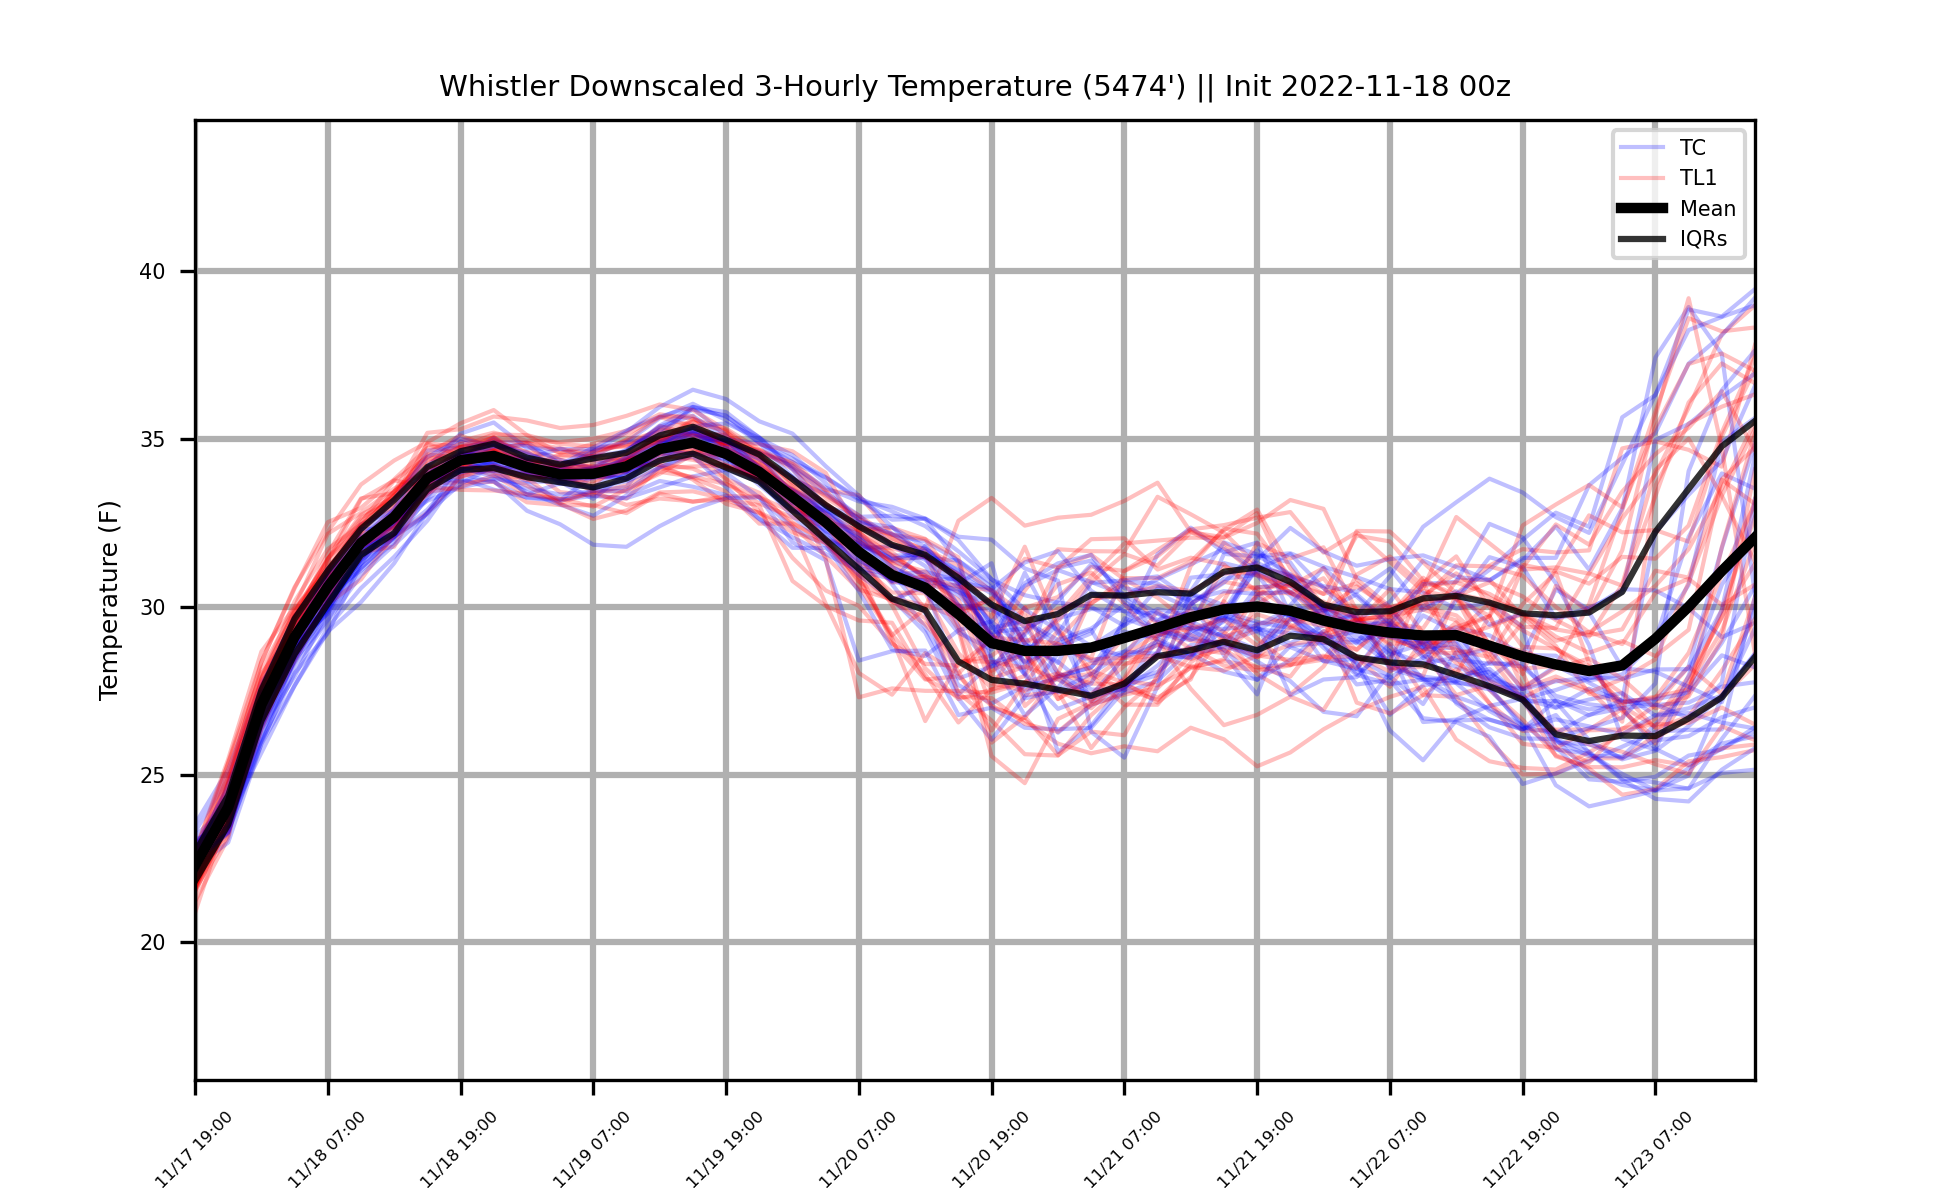 Whistler Downscaled 3-Hourly Temperature (5474') || Init 2022-11-18 00z
TC
TL1
Mean
IQRs
Temperature (F)
40
35
30
25
20
11/17 19:00
11/18 07:00
11/18 19:00
11/19 07:00
11/19 19:00
11/20 07:00
11/20 19:00
11/21 07:00
11/21 19:00
11/22 07:00
11/22 19:00
11/23 07:00